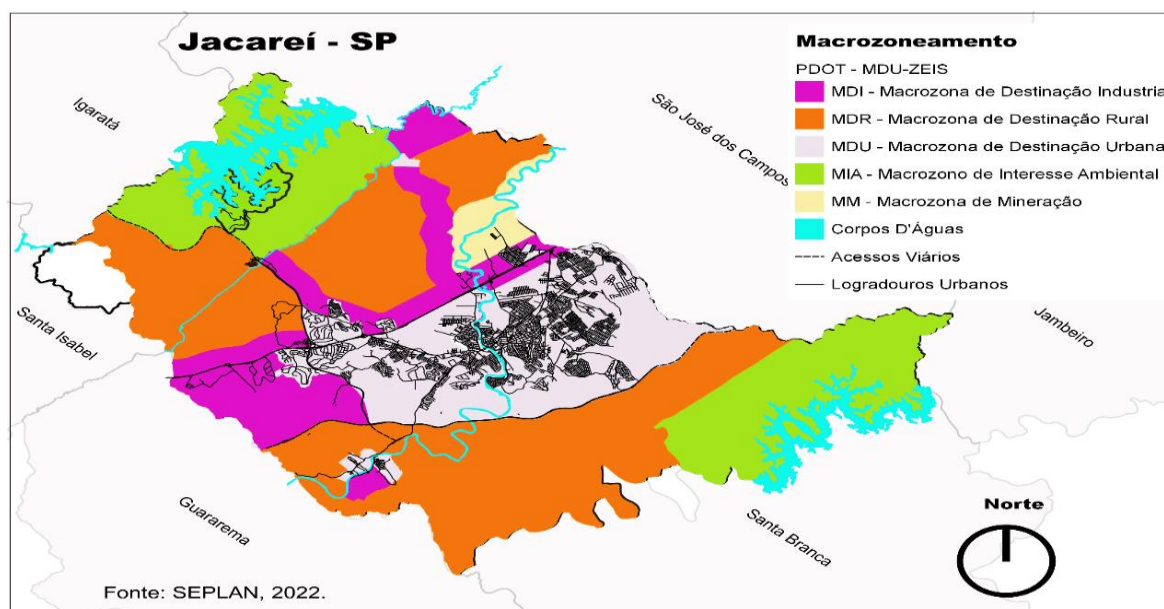 Jacareí - SP
Macrozoneamento
PDOT - MDU-ZEIS
MDI - Macrozona de Destinação Industria
MDR - Macrozona de Destinação Rural
MDU - Macrozona de Destinação Urbana
MIA - Macrozono de Interesse Ambiental
MM - Macrozona de Mineração
Corpos D'Águas
Acessos Viários
Logradouros Urbanos
Igaratá
São José dos Campos
Santa Isabel
Jambeiro
Guararema
Santa Branca
Norte
Fonte: SEPLAN, 2022.